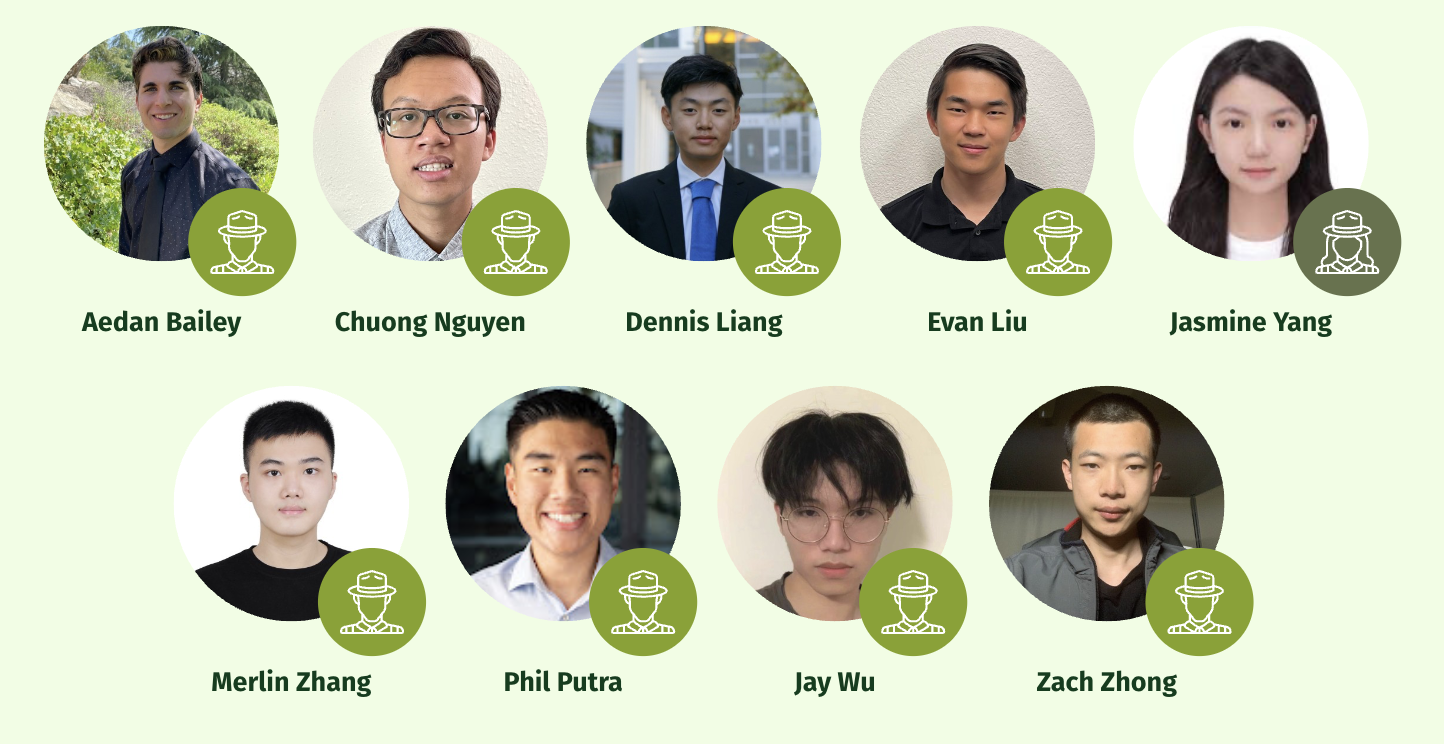 Aedan Bailey
Chuong Nguyen
Dennis Liang
Evan Liu
Jasmine Yang
Merlin Zhang
Phil Putra
Jay Wu
Zach Zhong